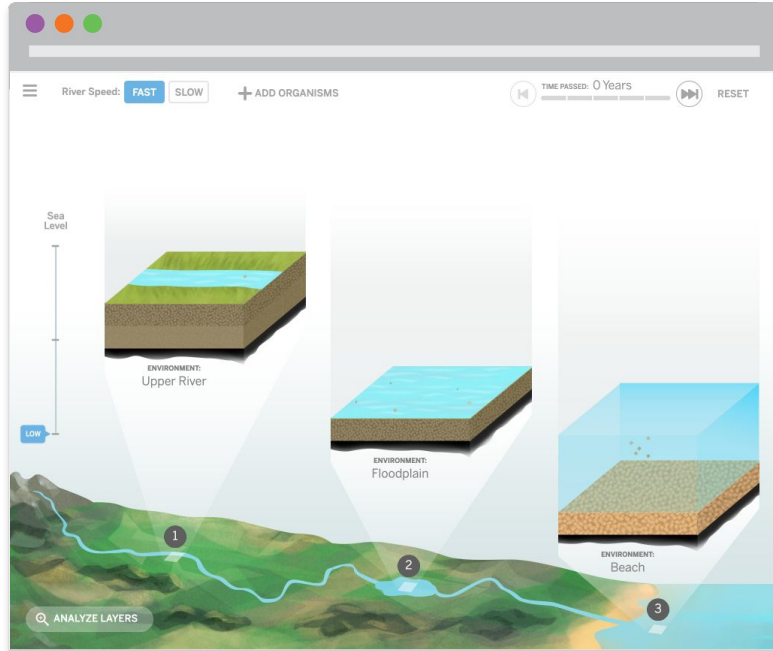 River Speed: FAST SLOW
ADD ORGANISMS
TIME PASSED: 0 Years
RESET
Sea
Level
LOW
ENVIRONMENT:
Upper River
ENVIRONMENT:
Floodplain
ENVIRONMENT:
Beach
1
2
3
ANALYZE LAYERS